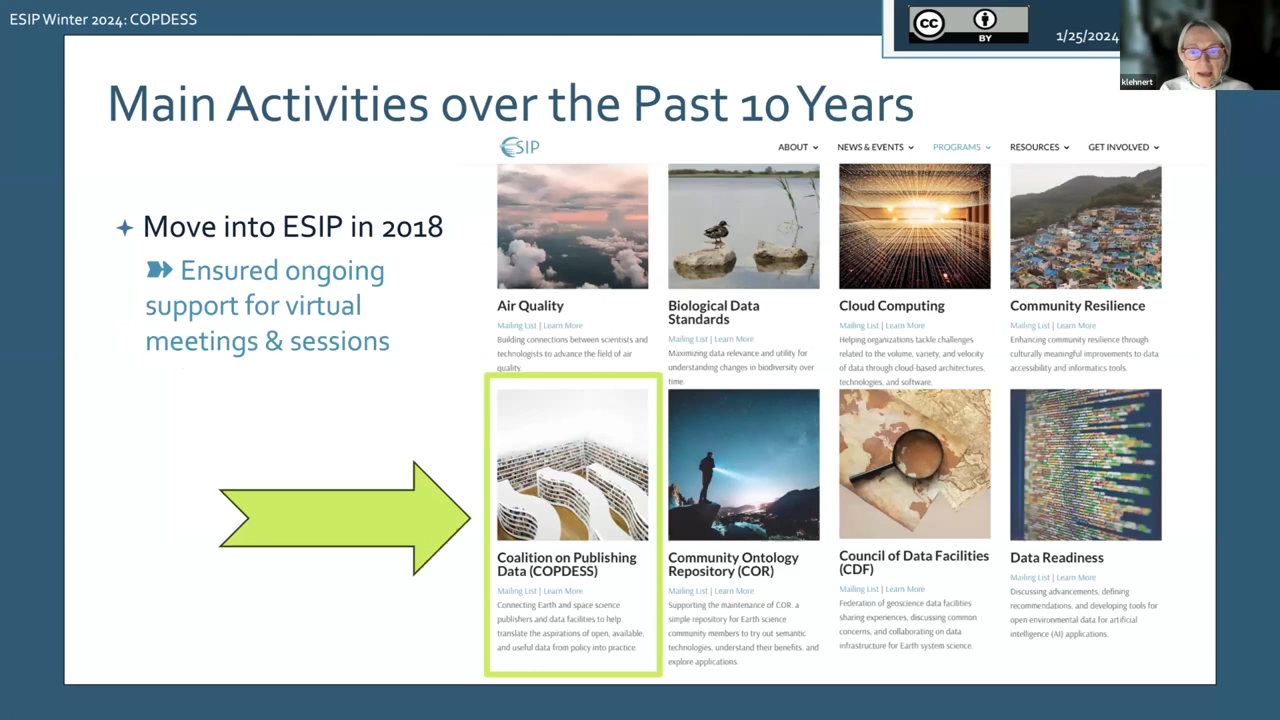 ESIP Winter 2024: COPDESS
CC BY
1/25/2024
klehnert
Main Activities over the Past 10 Years
Move into ESIP in 2018
Ensured ongoing
support for virtual
meetings & sessions
ESIP
ABOUT NEWS & EVENTS PROGRAMS RESOURCES GET INVOLVED
Air Quality
Mailing List | Learn More
Building connections between scientists and
technologists to advance the field of air
quality.
Biological Data
Standards
Mailing List | Learn More
Maximizing data relevance and utility for
understanding changes in biodiversity over
time.
Cloud Computing
Mailing List | Learn More
Helping organizations tackle challenges
related to the volume, variety, and velocity
of data through cloud-based architectures,
technologies, and software.
Community Resilience
Mailing List | Learn More
Enhancing community resilience through
culturally meaningful improvements to data
accessibility and informatics tools.
Coalition on Publishing
Data (COPDESS)
Mailing List | Learn More
Connecting Earth and space science
publishers and data facilities to help
translate the aspirations of open, available,
and useful data from policy into practice.
Community Ontology
Repository (COR)
Mailing List | Learn More
Supporting the maintenance of COR, a
simple repository for Earth science
community members to try out semantic
technologies, understand their benefits, and
explore applications.
Council of Data Facilities
(CDF)
Mailing List | Learn More
Federation of geoscience data facilities
sharing experiences, discussing common
concerns, and collaborating on data
infrastructure for Earth system science.
Data Readiness
Mailing List | Learn More
Discussing advancements, defining
recommendations, and developing tools for
open environmental data for artificial
intelligence (AI) applications.